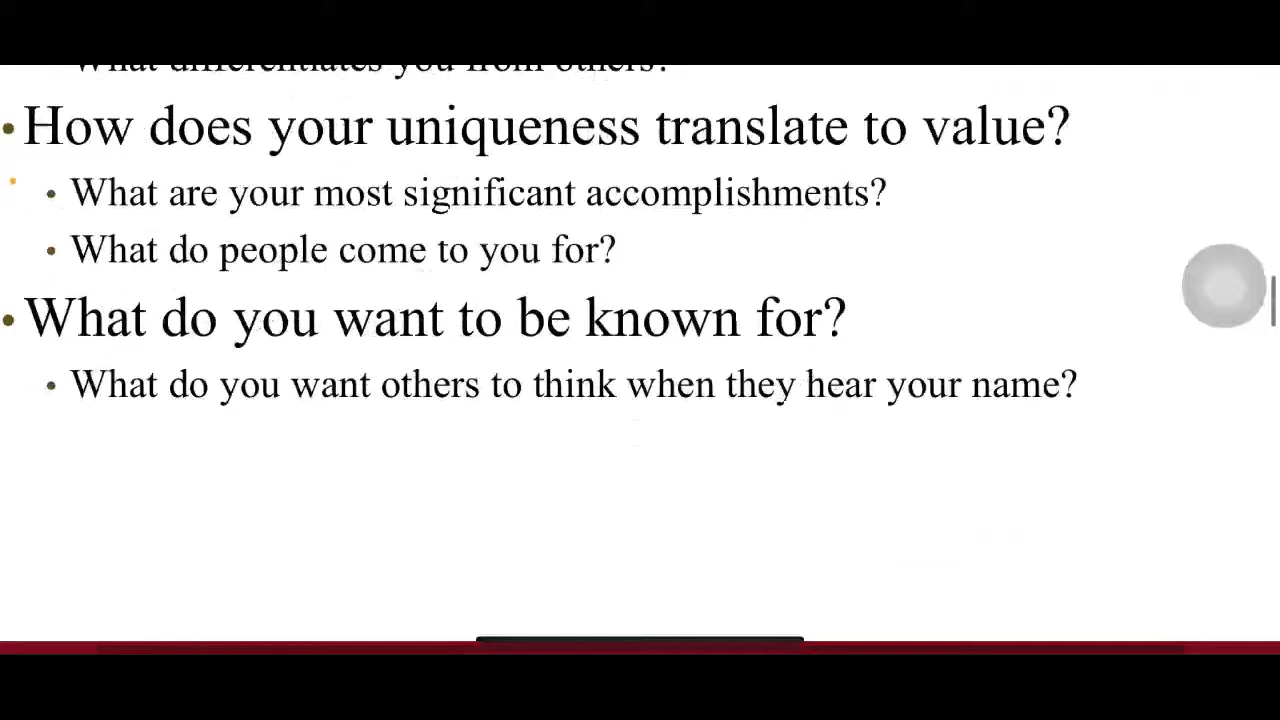 What differentiates you from others?
• How does your uniqueness translate to value?
• What are your most significant accomplishments?
• What do people come to you for?
• What do you want to be known for?
• What do you want others to think when they hear your name?